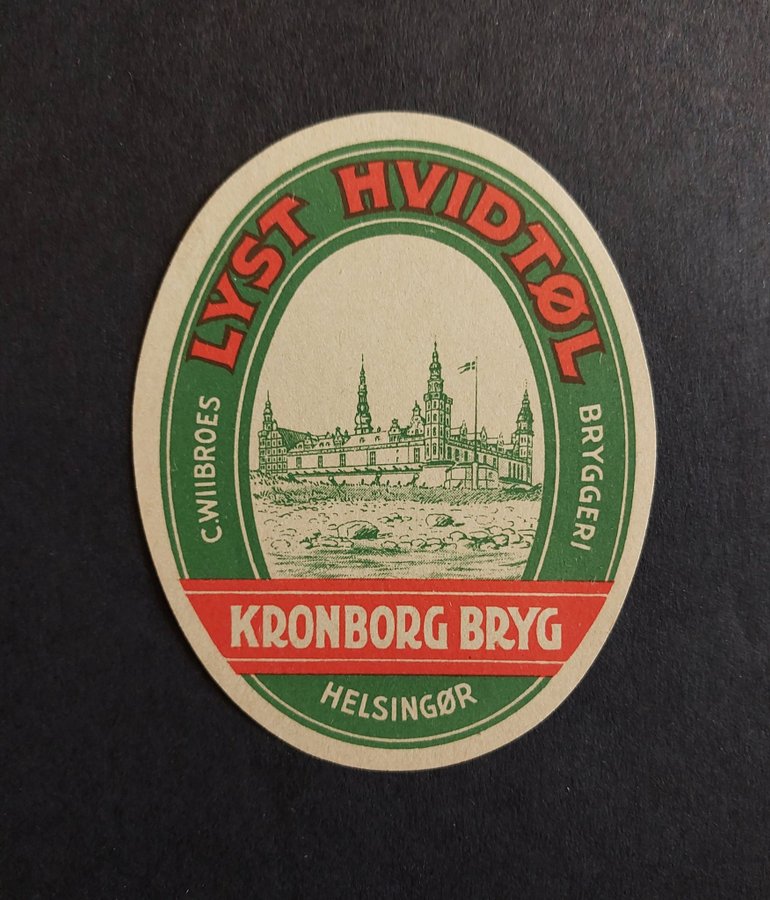 LYST HVIDTØL
C. WIIBROES
BRYGGERI
KRONBORG BRYG
HELSINGØR